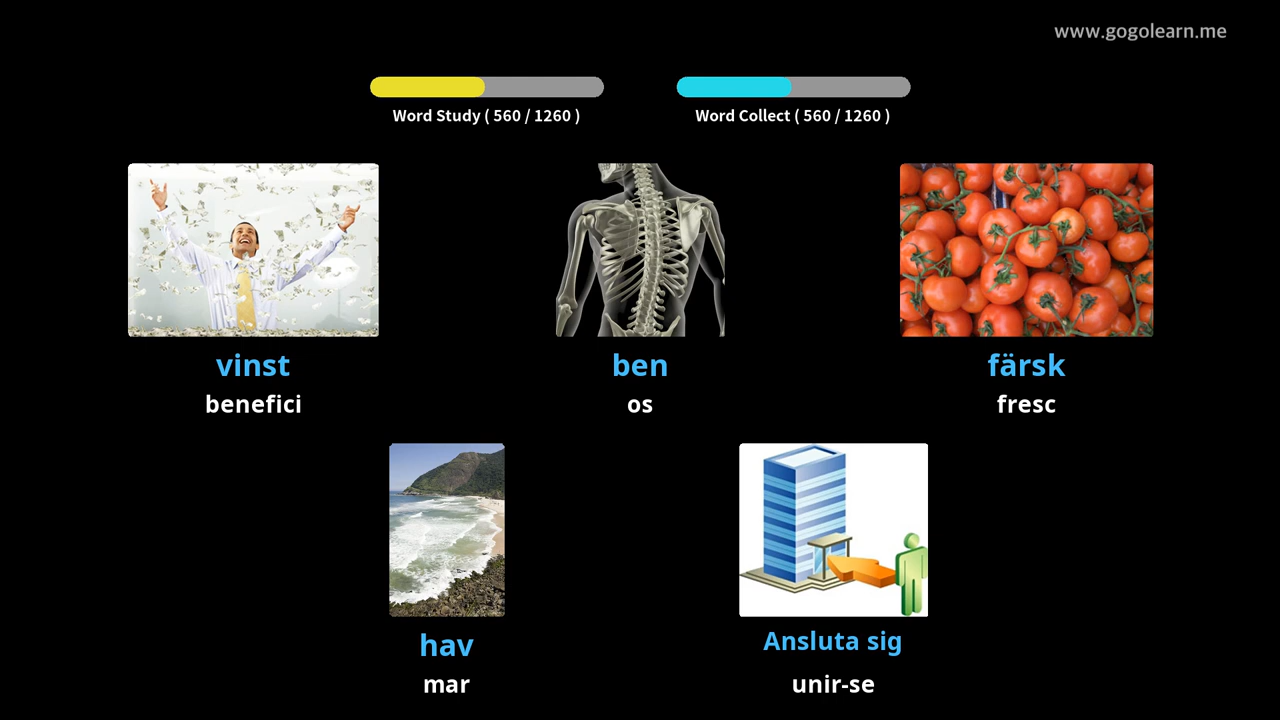 www.gogolearn.me
Word Study ( 560 / 1260 )
Word Collect ( 560 / 1260 )
vinst
benefici
ben
os
färsk
fresc
hav
mar
Ansluta sig
unir-se